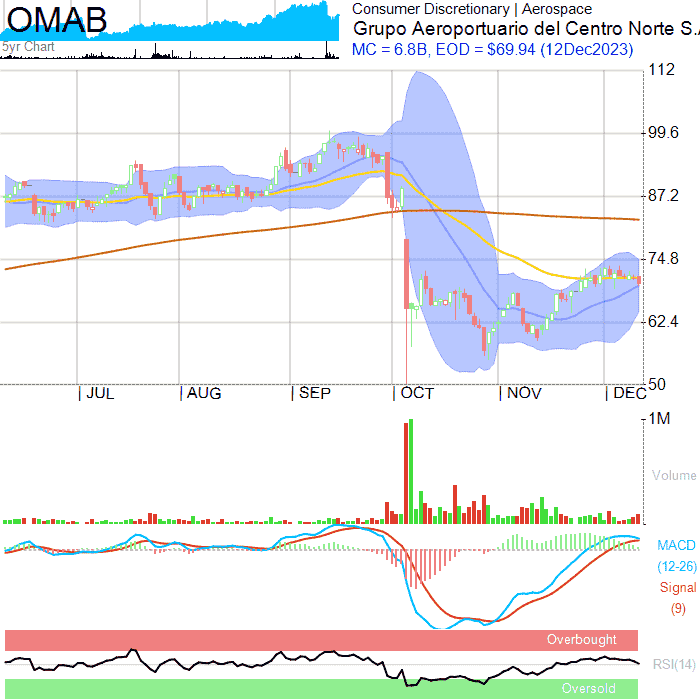 OMAB
5yr Chart
Consumer Discretionary | Aerospace
Grupo Aeroportuario del Centro Norte S.A
MC = 6.8B, EOD = $69.94 (12Dec2023)
112
99.6
87.2
74.8
62.4
50
JUL AUG SEP OCT NOV DEC
1M
Volume
MACD
(12-26)
Signal
(9)
Overbought
RSI(14)
Oversold